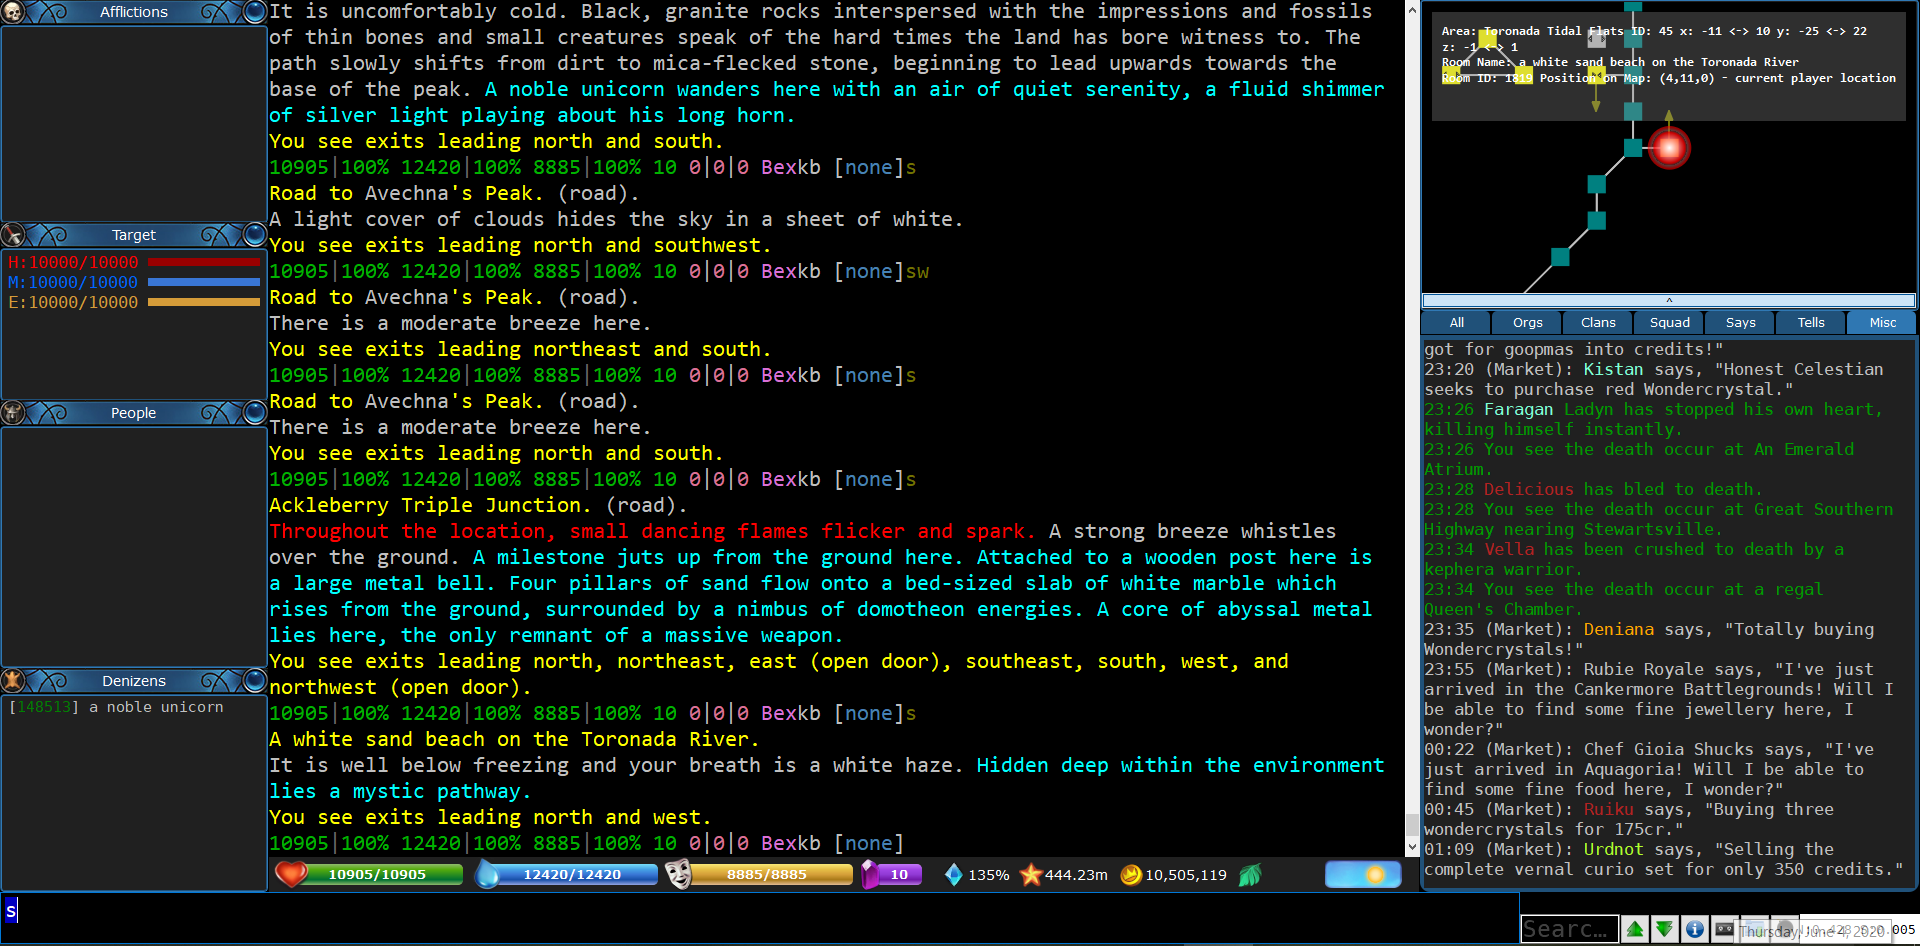 Afflictions
Target
H:10000/10000
M:10000/10000
E:10000/10000
People
Denizens
[148513] a noble unicorn
It is uncomfortably cold. Black, granite rocks interspersed with the impressions and fossils
of thin bones and small creatures speak of the hard times the land has bore witness to. The
path slowly shifts from dirt to mica-flecked stone, beginning to lead upwards towards the
base of the peak. A noble unicorn wanders here with an air of quiet serenity, a fluid shimmer
of silver light playing about his long horn.
You see exits leading north and south.
10905|100% 12420|100% 8885|100% 10 0|0|0 Bexkb [none]s
Road to Avechna's Peak. (road).
A light cover of clouds hides the sky in a sheet of white.
You see exits leading north and southwest.
10905|100% 12420|100% 8885|100% 10 0|0|0 Bexkb [none]sw
Road to Avechna's Peak. (road).
There is a moderate breeze here.
You see exits leading northeast and south.
10905|100% 12420|100% 8885|100% 10 0|0|0 Bexkb [none]s
Road to Avechna's Peak. (road).
There is a moderate breeze here.
You see exits leading north and south.
10905|100% 12420|100% 8885|100% 10 0|0|0 Bexkb [none]s
Ackleberry Triple Junction. (road).
Throughout the location, small dancing flames flicker and spark. A strong breeze whistles
over the ground. A milestone juts up from the ground here. Attached to a wooden post here is
a large metal bell. Four pillars of sand flow onto a bed-sized slab of white marble which
rises from the ground, surrounded by a nimbus of domotheon energies. A core of abyssal metal
lies here, the only remnant of a massive weapon.
You see exits leading north, northeast, east (open door), southeast, south, west, and
northwest (open door).
10905|100% 12420|100% 8885|100% 10 0|0|0 Bexkb [none]s
A white sand beach on the Toronada River.
It is well below freezing and your breath is a white haze. Hidden deep within the environment
lies a mystic pathway.
You see exits leading north and west.
10905|100% 12420|100% 8885|100% 10 0|0|0 Bexkb [none]
10905/10905 12420/12420 8885/8885 10 135% 444.23m 10,505,119
s
Area: Toronada Tidal Flats ID: 45 x: -11 <-> 10 y: -25 <-> 22
z: -1 <-> 1
Room Name: a white sand beach on the Toronada River
Room ID: 1819 Position on Map: (4,11,0) - current player location
^
All Orgs Clans Squad Says Tells Misc
got for goopmas into credits!"
23:20 (Market): Kistan says, "Honest Celestian
seeks to purchase red Wondercrystal."
23:26 Faragan Ladyn has stopped his own heart,
killing himself instantly.
23:26 You see the death occur at An Emerald
Atrium.
23:28 Delicious has bled to death.
23:28 You see the death occur at Great Southern
Highway nearing Stewartsville.
23:34 Vella has been crushed to death by a
kephera warrior.
23:34 You see the death occur at a regal
Queen's Chamber.
23:35 (Market): Deniana says, "Totally buying
Wondercrystals!"
23:55 (Market): Rubie Royale says, "I've just
arrived in the Cankermore Battlegrounds! Will I
be able to find some fine jewellery here, I
wonder?"
00:22 (Market): Chef Gioia Shucks says, "I've
just arrived in Aquagoria! Will I be able to
find some fine food here, I wonder?"
00:45 (Market): Ruiku says, "Buying three
wondercrystals for 175cr."
01:09 (Market): Urdnot says, "Selling the
complete vernal curio set for only 350 credits."
Searc...
Thursday, June 4, 2020